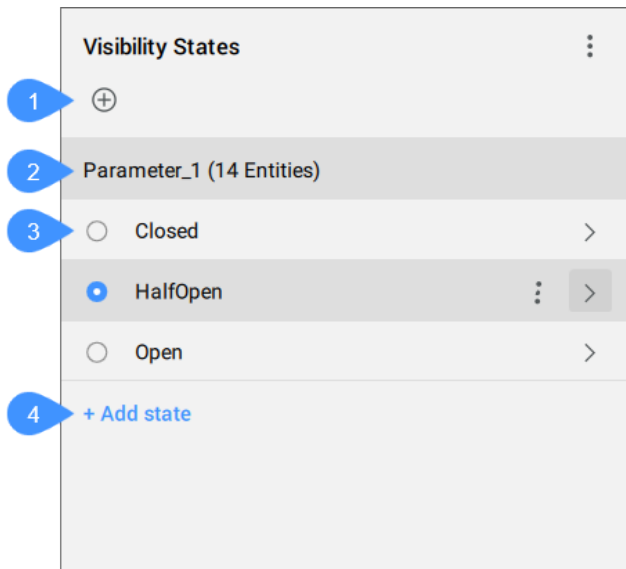 Visibility States
1
2
Parameter_1 (14 Entities)
3
Closed
HalfOpen
Open
4
+ Add state